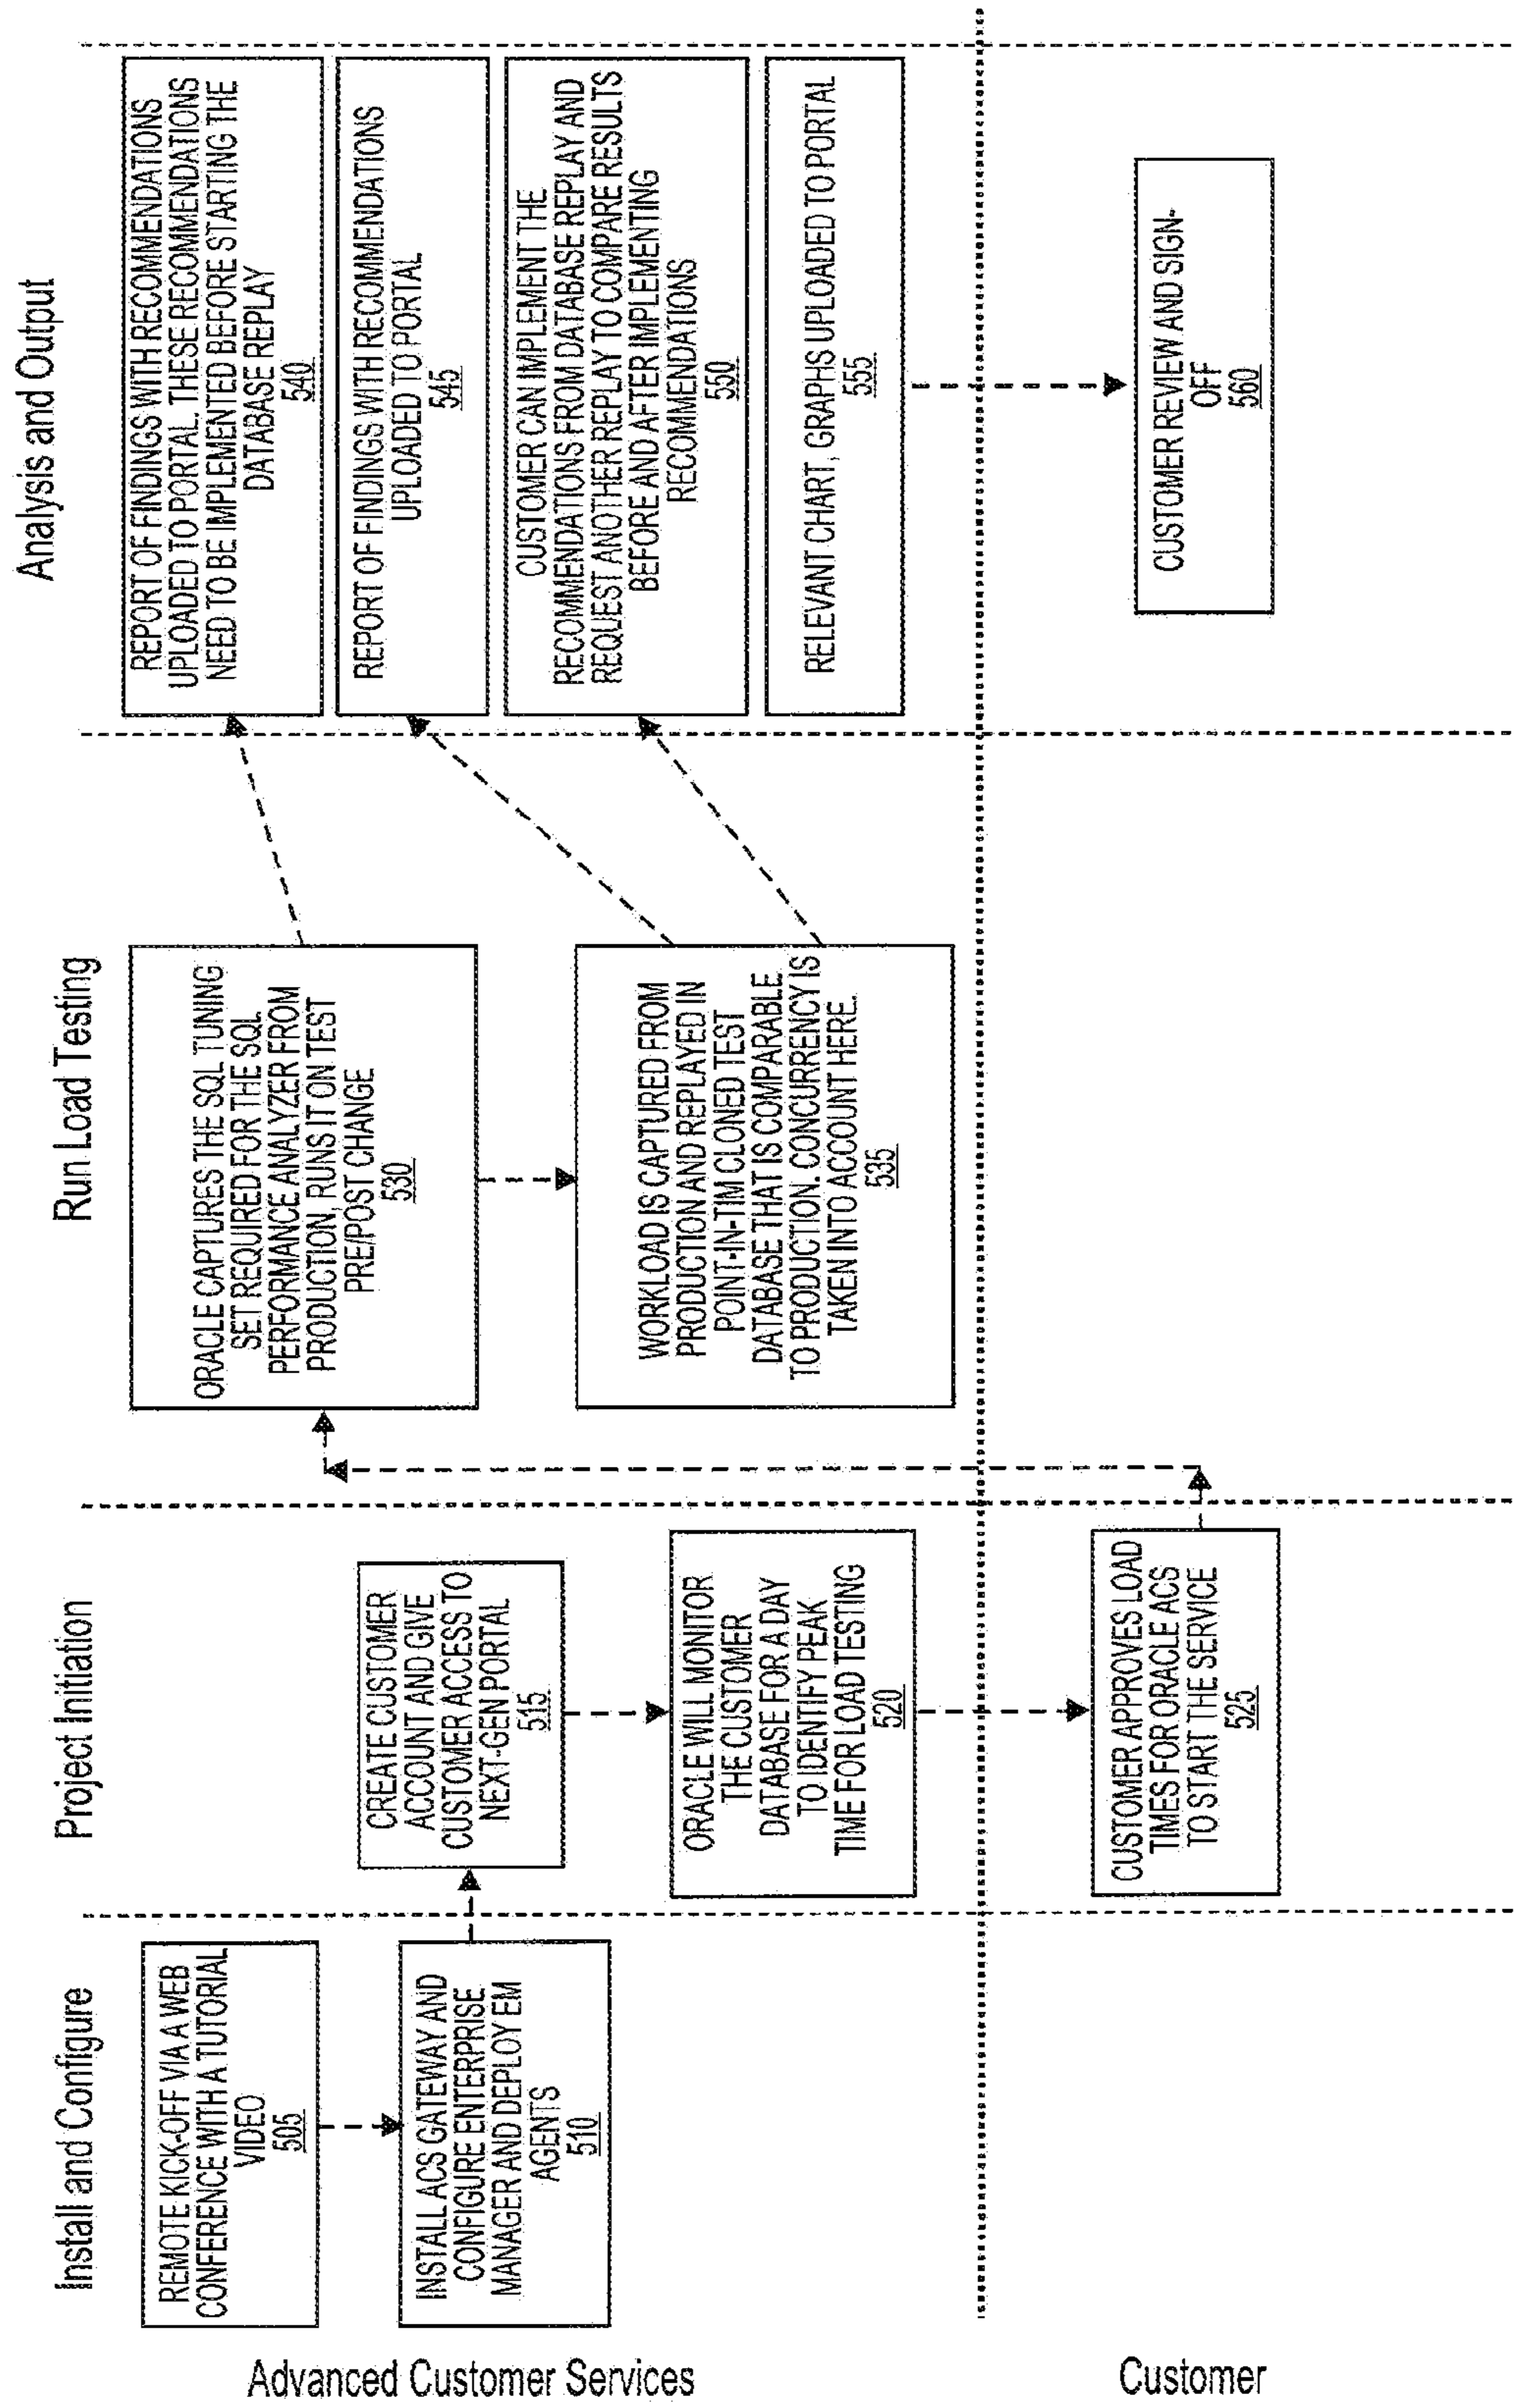 Install and Configure
Project Initiation
Run Load Testing
Analysis and Output
Advanced Customer Services
REMOTE KICK-OFF VIA A WEB
CONFERENCE WITH A TUTORIAL
VIDEO
505
INSTALL ACS GATEWAY AND
CONFIGURE ENTERPRISE
MANAGER AND DEPLOY EM
AGENTS
510
CREATE CUSTOMER
ACCOUNT AND GIVE
CUSTOMER ACCESS TO
NEXT-GEN PORTAL
515
ORACLE WILL MONITOR
THE CUSTOMER
DATABASE FOR A DAY
TO IDENTIFY PEAK
TIME FOR LOAD TESTING
520
ORACLE CAPTURES THE SQL TUNING
SET REQUIRED FOR THE SQL
PERFORMANCE ANALYZER FROM
PRODUCTION, RUNS IT ON TEST
PRE/POST CHANGE
530
WORKLOAD IS CAPTURED FROM
PRODUCTION AND REPLAYED IN
POINT-IN-TIM CLONED TEST
DATABASE THAT IS COMPARABLE
TO PRODUCTION. CONCURRENCY IS
TAKEN INTO ACCOUNT HERE.
535
REPORT OF FINDINGS WITH RECOMMENDATIONS
UPLOADED TO PORTAL. THESE RECOMMENDATIONS
NEED TO BE IMPLEMENTED BEFORE STARTING THE
DATABASE REPLAY
540
REPORT OF FINDINGS WITH RECOMMENDATIONS
UPLOADED TO PORTAL
545
CUSTOMER CAN IMPLEMENT THE
RECOMMENDATIONS FROM DATABASE REPLAY AND
REQUEST ANOTHER REPLAY TO COMPARE RESULTS
BEFORE AND AFTER IMPLEMENTING
RECOMMENDATIONS
550
RELEVANT CHART, GRAPHS UPLOADED TO PORTAL
555
Customer
CUSTOMER APPROVES LOAD
TIMES FOR ORACLE ACS
TO START THE SERVICE
525
CUSTOMER REVIEW AND SIGN-
OFF
560